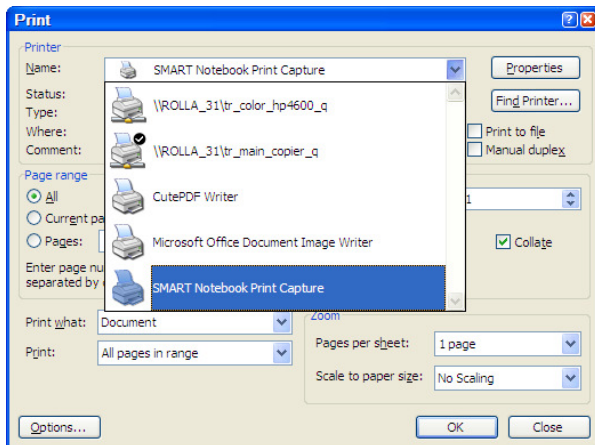 Print
Printer
Name:
SMART Notebook Print Capture
Properties
Status:
\\ROLLA_31\tr_color_hp4600_q
Find Printer...
Type:
Where:
\\ROLLA_31\tr_main_copier_q
Print to file
Comment:
Manual duplex
Page range
CutePDF Writer
All
1
Current pa
Pages:
Microsoft Office Document Image Writer
Collate
Enter page nu
separated by
SMART Notebook Print Capture
Zoom
Print what:
Document
Pages per sheet:
1 page
Print:
All pages in range
Scale to paper size:
No Scaling
Options...
OK
Close